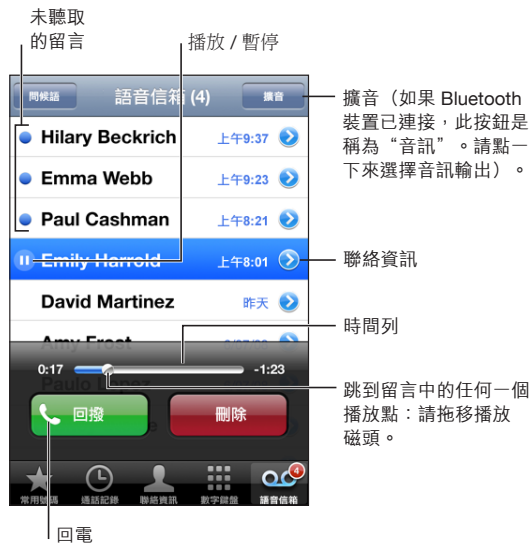 未聽取
的留言
播放 / 暫停
問候語
語音信箱 (4)
擴音
擴音（如果 Bluetooth
裝置已連接，此按鈕是
稱為“音訊”。請點一
下來選擇音訊輸出）。
Hilary Beckrich
上午9:37
Emma Webb
上午9:23
Paul Cashman
上午8:21
Emily Harrold
上午8:01
聯絡資訊
David Martinez
昨天
Amy Frost
時間列
0:17
-1:23
Paulo Lopez
跳到留言中的任何一個
播放點：請拖移播放
磁頭。
回撥
刪除
常用號碼
通話記錄
聯絡資訊
數字鍵盤
語音信箱
4
回電